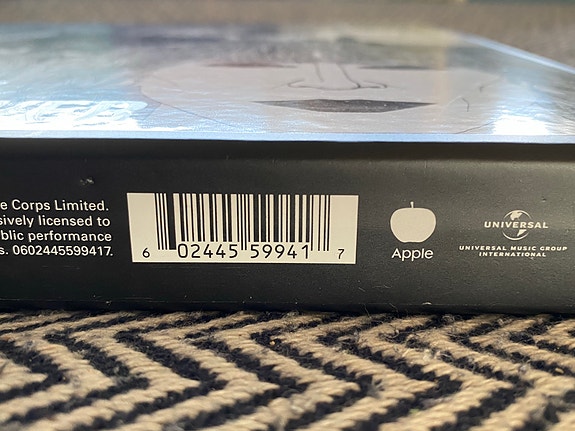 e Corps Limited.
sively licensed to
blic performance
s. 0602445599417.
6 02445 59941 7
Apple
UNIVERSAL
UNIVERSAL MUSIC GROUP
INTERNATIONAL